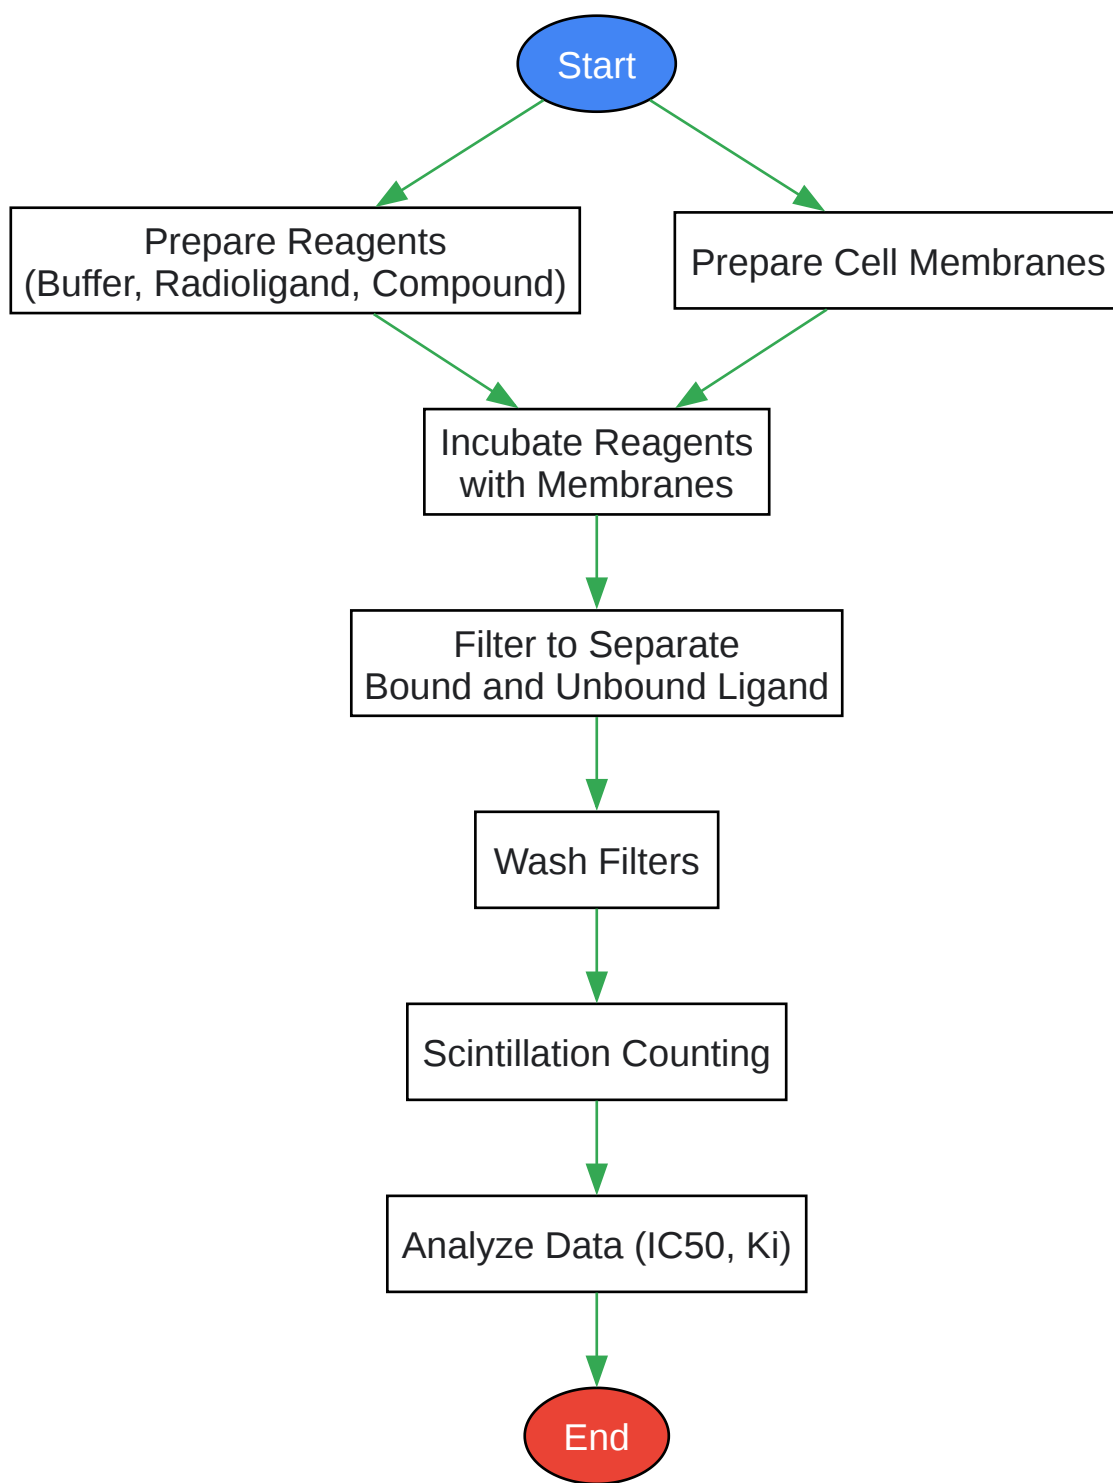 Start
Prepare Reagents
(Buffer, Radioligand, Compound)
Prepare Cell Membranes
Incubate Reagents
with Membranes
Filter to Separate
Bound and Unbound Ligand
Wash Filters
Scintillation Counting
Analyze Data (IC50, Ki)
End